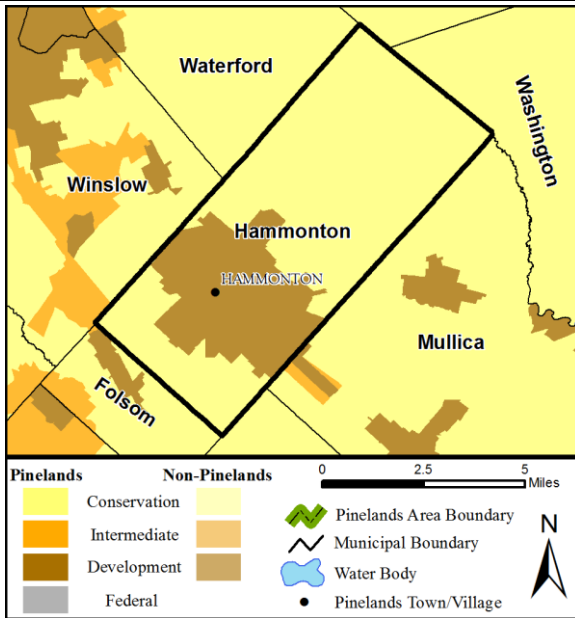 Waterford
Washington
Winslow
Hammonton
HAMMONTON
Mullica
Folsom
Pinelands Non-Pinelands
Conservation
Intermediate
Development
Federal
0 2.5 5
Miles
Pinelands Area Boundary
Municipal Boundary
Water Body
Pinelands Town/Village
N